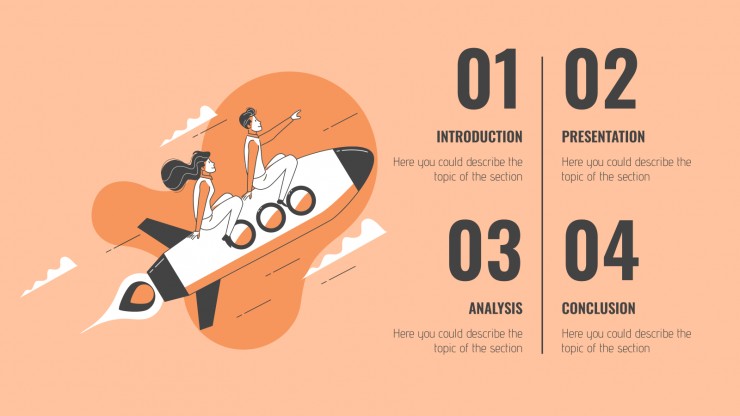 01
INTRODUCTION
Here you could describe the
topic of the section
02
PRESENTATION
Here you could describe the
topic of the section
03
ANALYSIS
Here you could describe the
topic of the section
04
CONCLUSION
Here you could describe the
topic of the section